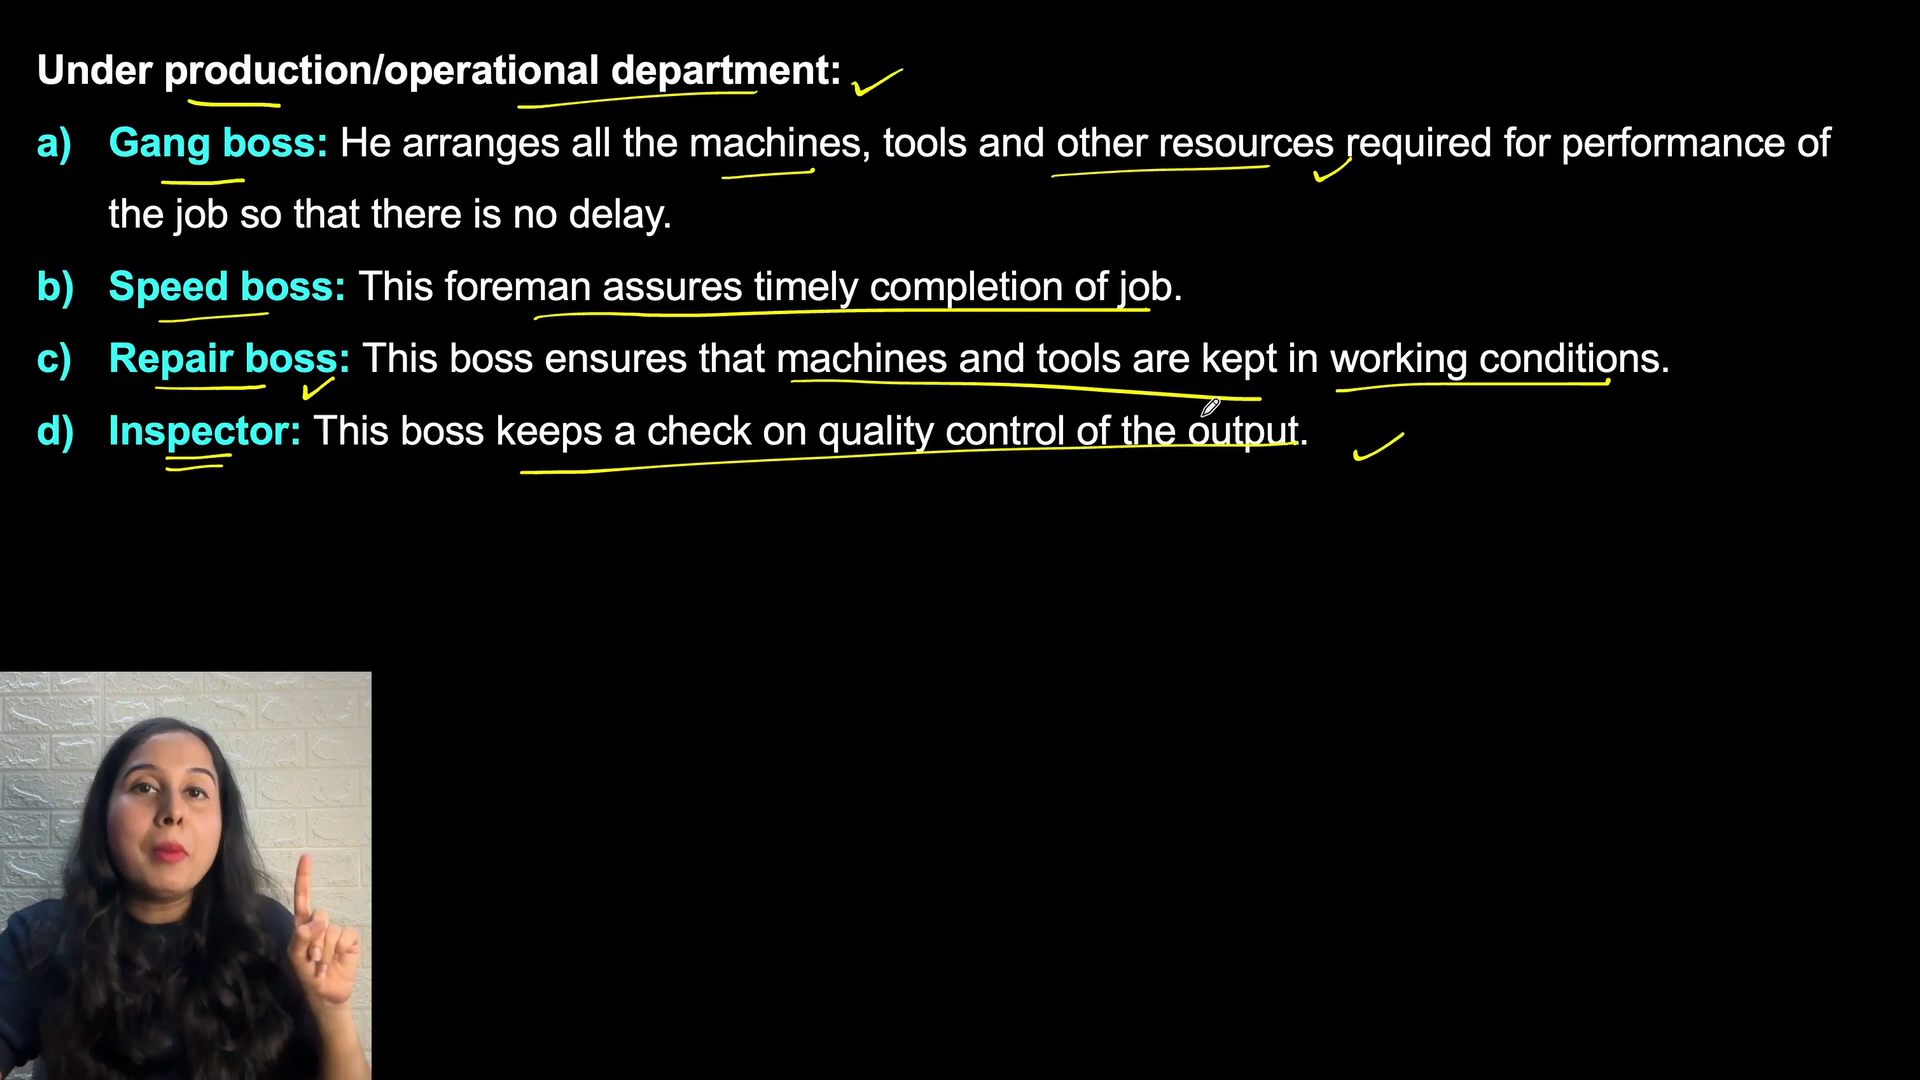 Under production/operational department:
a) Gang boss: He arranges all the machines, tools and other resources required for performance of
the job so that there is no delay.
b) Speed boss: This foreman assures timely completion of job.
c) Repair boss: This boss ensures that machines and tools are kept in working conditions.
d) Inspector: This boss keeps a check on quality control of the output.